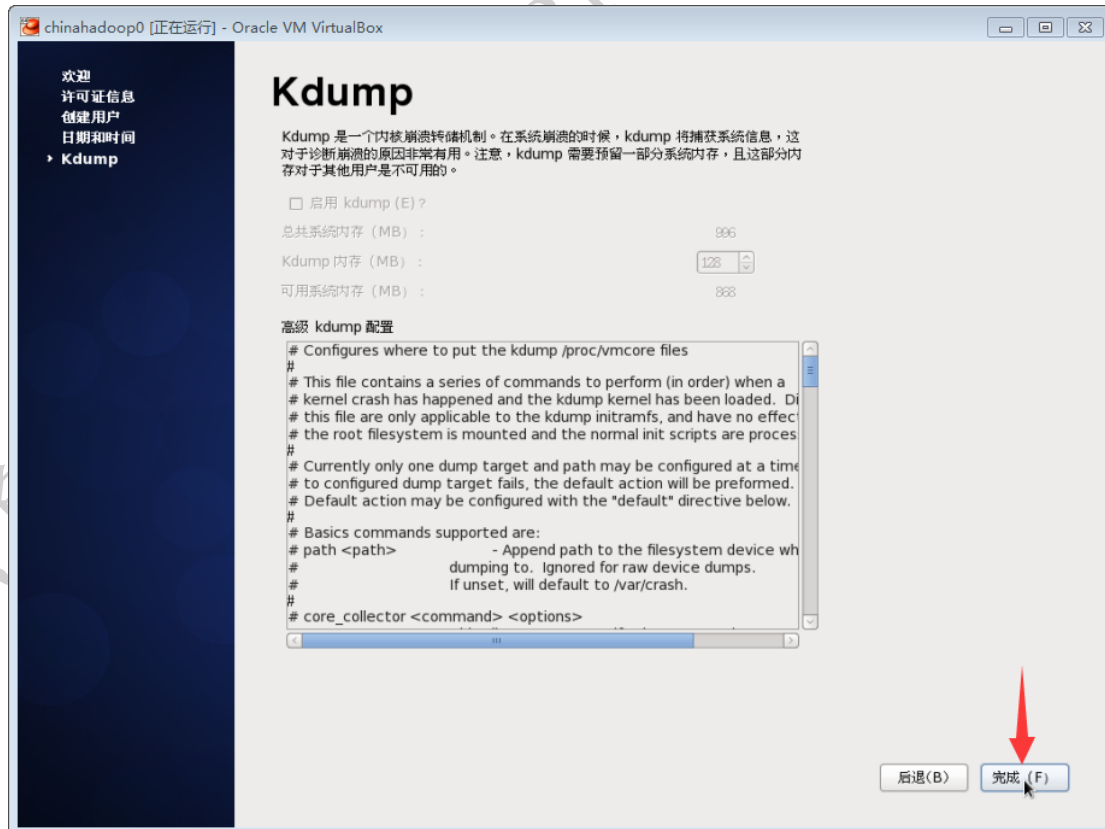 chinahadoop0 [正在运行] - Oracle VM VirtualBox
欢迎
许可证信息
创建用户
日期和时间
Kdump
Kdump
Kdump 是一个内核崩溃转储机制。在系统崩溃的时候，kdump 将捕获系统信息，这
对于诊断崩溃的原因非常有用。注意，kdump 需要预留一部分系统内存，且这部分内
存对于其他用户是不可用的。
启用 kdump (E)？
总共系统内存（MB）： 996
Kdump 内存（MB）： 128
可用系统内存（MB）： 868
高级 kdump 配置
# Configures where to put the kdump /proc/vmcore files
#
# This file contains a series of commands to perform (in order) when a
# kernel crash has happened and the kdump kernel has been loaded. Di
# this file are only applicable to the kdump initramfs, and have no effect
# the root filesystem is mounted and the normal init scripts are proces
#
# Currently only one dump target and path may be configured at a time
# to configured dump target fails, the default action will be preformed.
# Default action may be configured with the "default" directive below.
#
# Basics commands supported are:
# path <path> - Append path to the filesystem device wh
# dumping to. Ignored for raw device dumps.
# If unset, will default to /var/crash.
#
# core_collector <command> <options>
后退(B)
完成 (F)